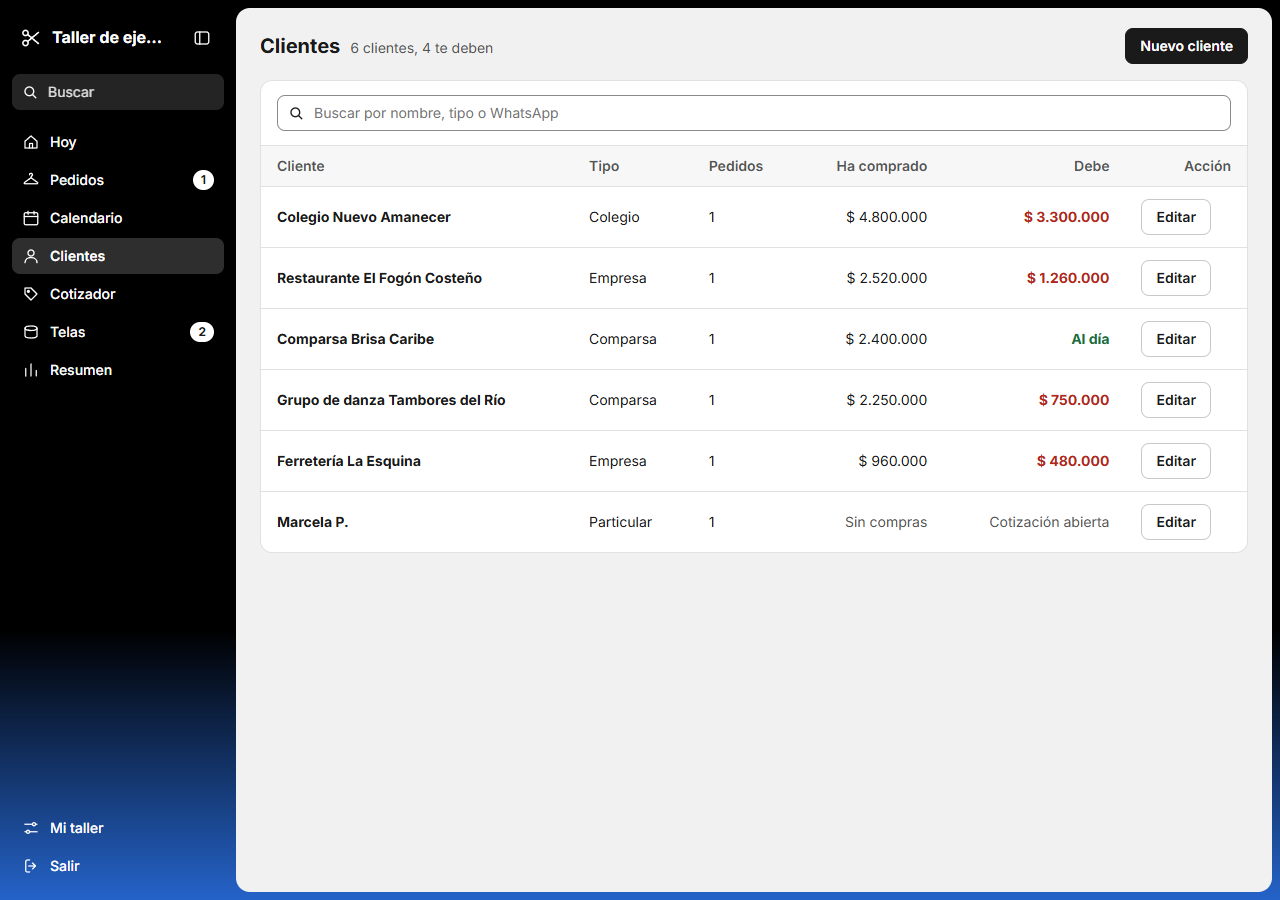 Taller de eje...
Buscar
Hoy
Pedidos 1
Calendario
Clientes
Cotizador
Telas 2
Resumen
Mi taller
Salir
Clientes 6 clientes, 4 te deben
Nuevo cliente
Buscar por nombre, tipo o WhatsApp
Cliente Tipo Pedidos Ha comprado Debe Acción
Colegio Nuevo Amanecer Colegio 1 $ 4.800.000 $ 3.300.000 Editar
Restaurante El Fogón Costeño Empresa 1 $ 2.520.000 $ 1.260.000 Editar
Comparsa Brisa Caribe Comparsa 1 $ 2.400.000 Al día Editar
Grupo de danza Tambores del Río Comparsa 1 $ 2.250.000 $ 750.000 Editar
Ferretería La Esquina Empresa 1 $ 960.000 $ 480.000 Editar
Marcela P. Particular 1 Sin compras Cotización abierta Editar